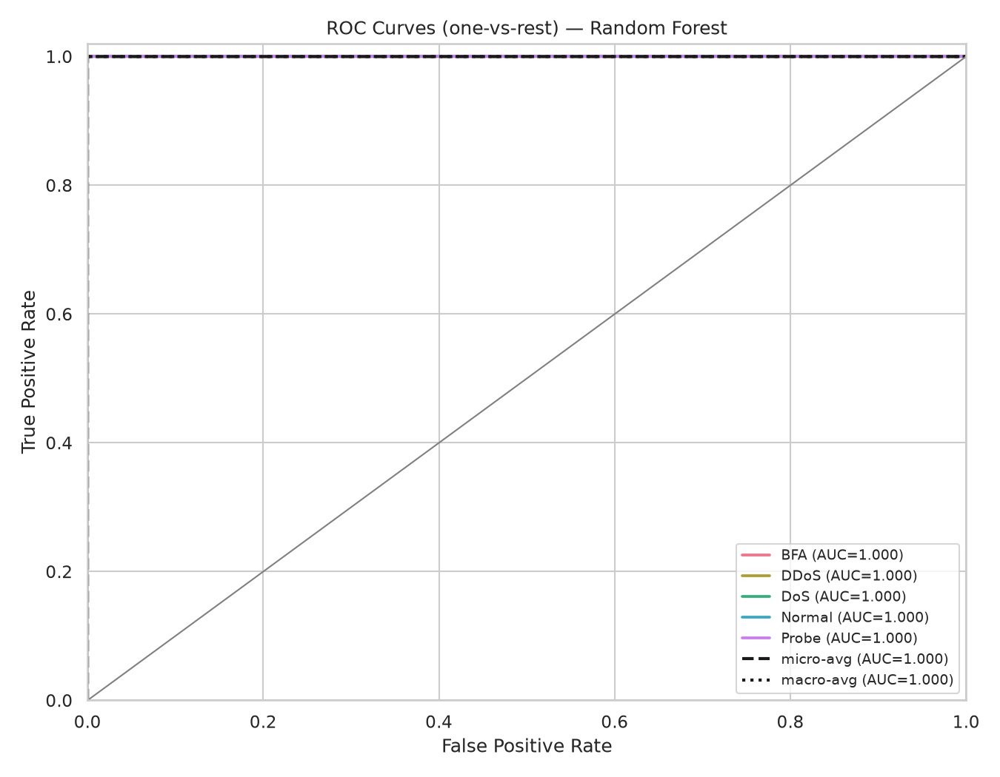 ROC Curves (one-vs-rest) — Random Forest
1.0
0.8
0.6
0.4
0.2
0.0
True Positive Rate
BFA (AUC=1.000)
DDoS (AUC=1.000)
DoS (AUC=1.000)
Normal (AUC=1.000)
Probe (AUC=1.000)
micro-avg (AUC=1.000)
macro-avg (AUC=1.000)
0.0 0.2 0.4 0.6 0.8 1.0
False Positive Rate